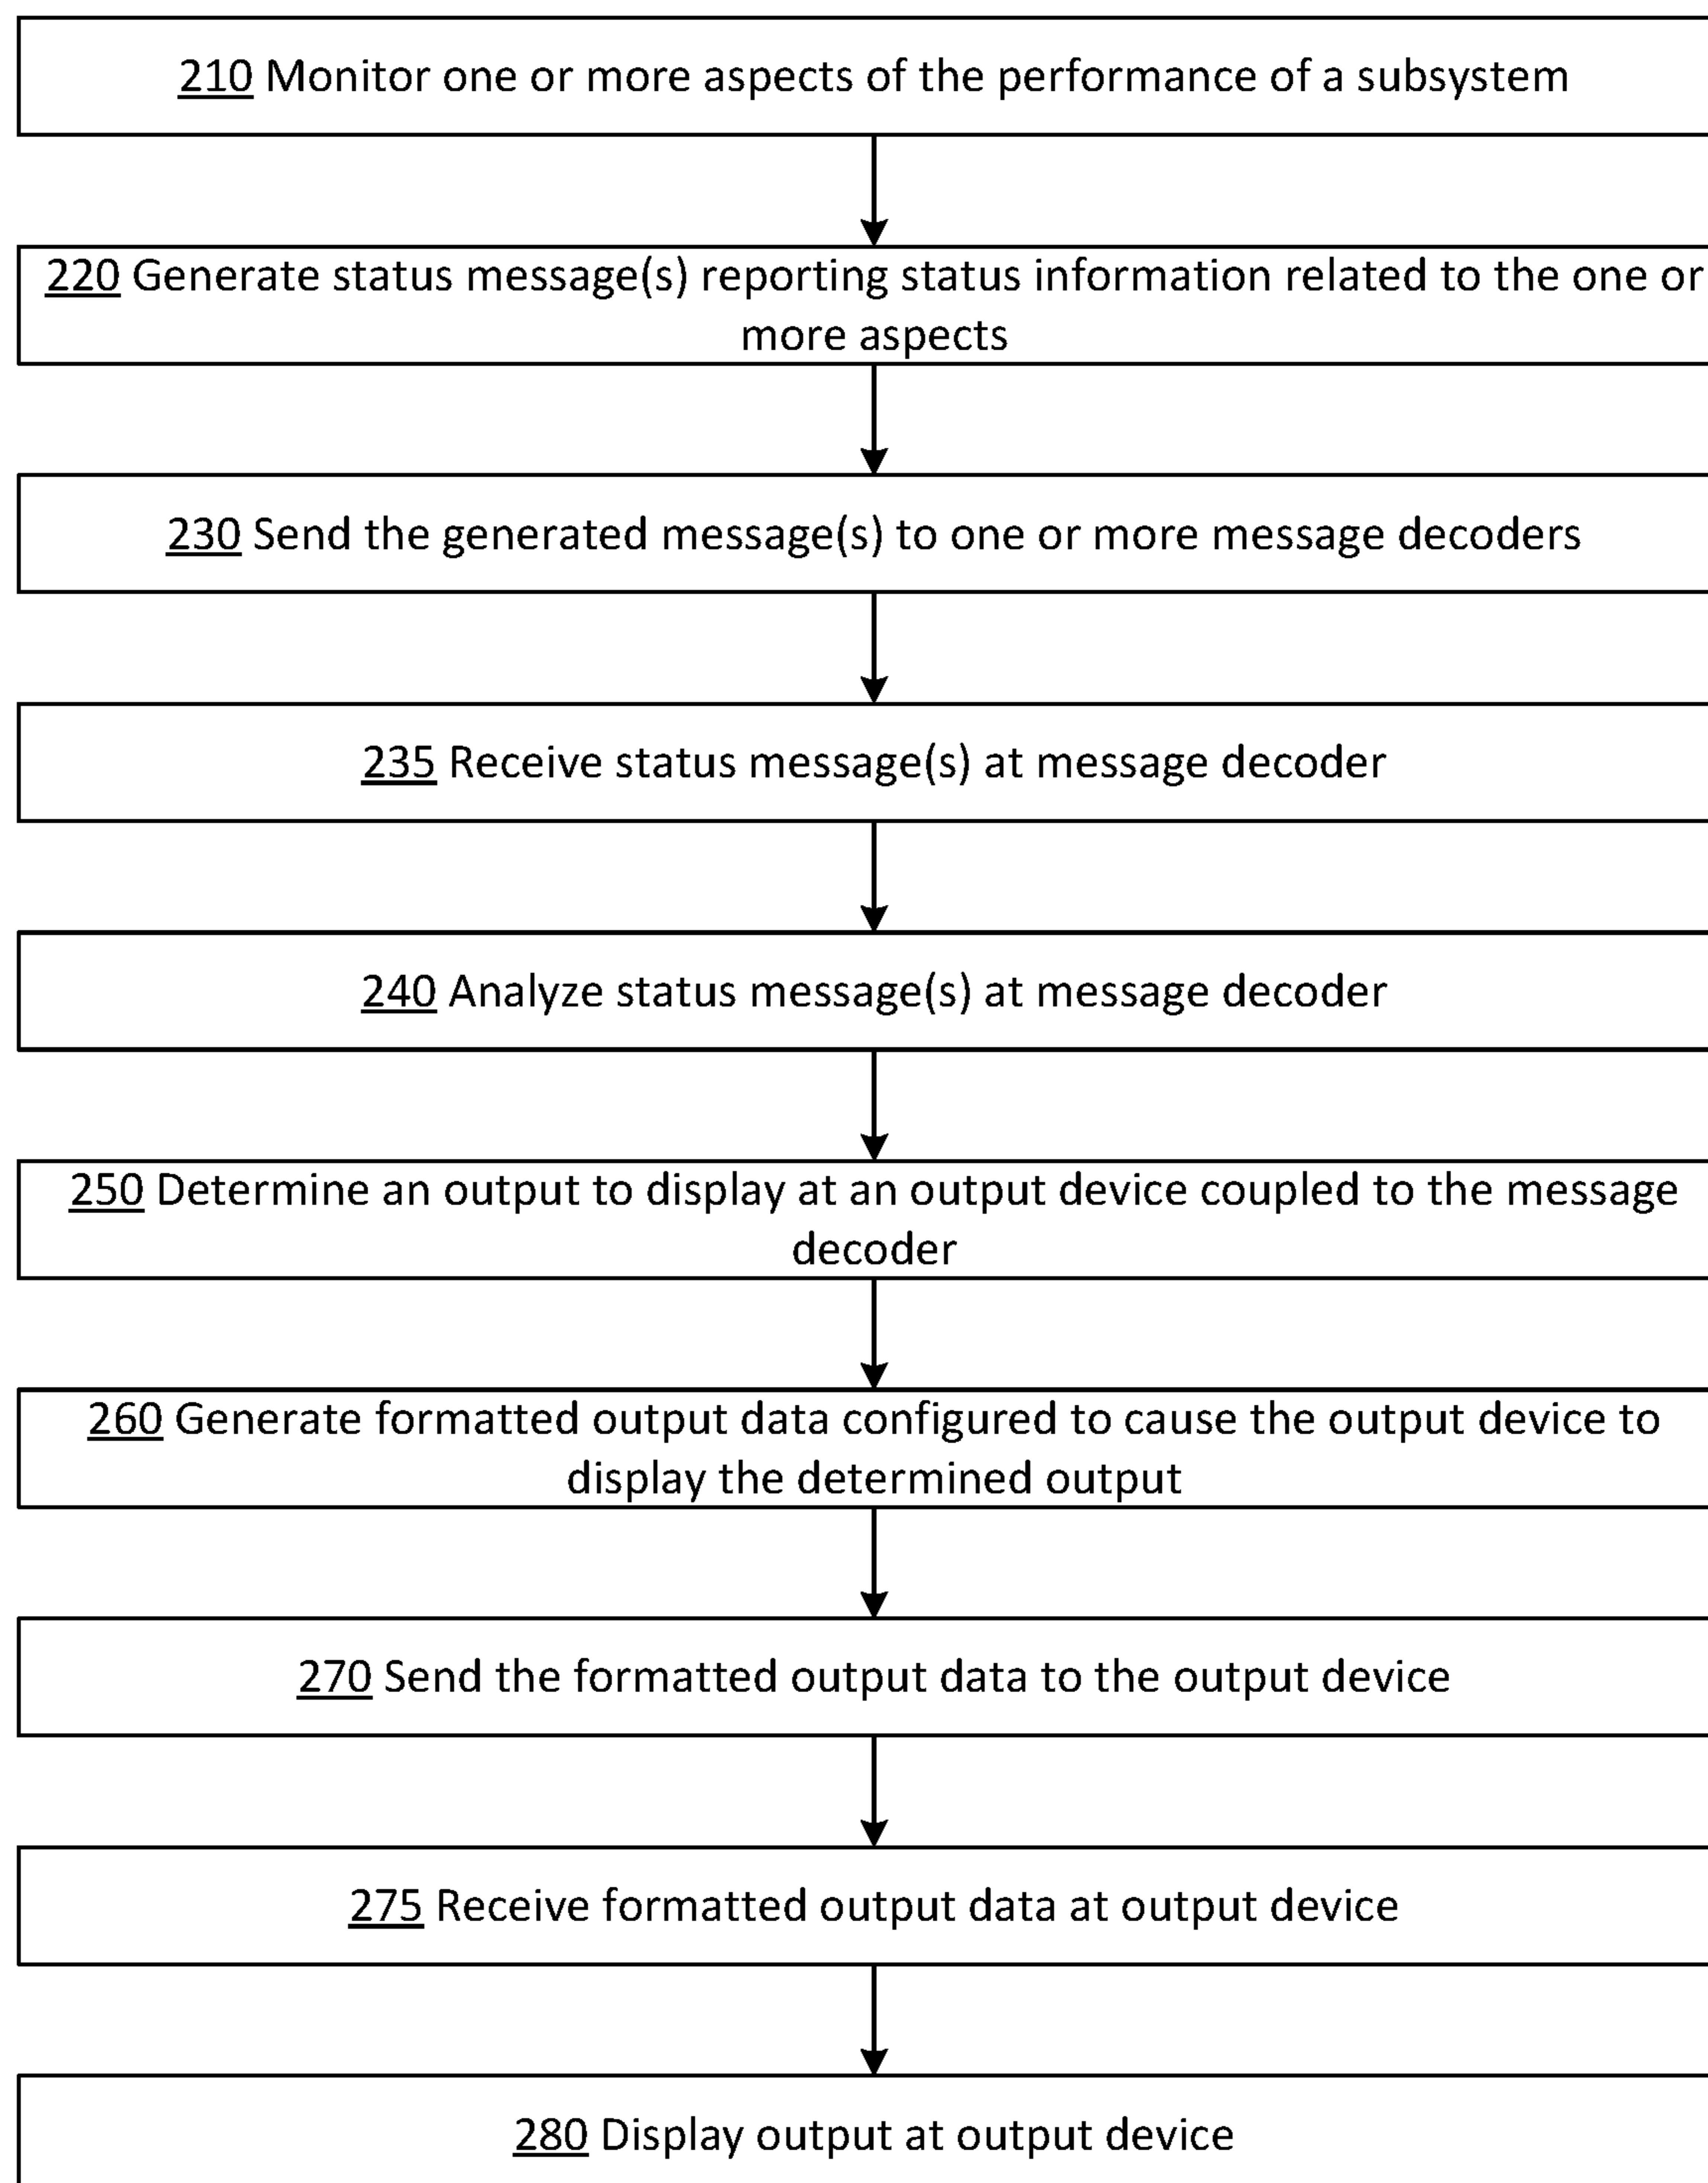 210 Monitor one or more aspects of the performance of a subsystem
220 Generate status message(s) reporting status information related to the one or
more aspects
230 Send the generated message(s) to one or more message decoders
235 Receive status message(s) at message decoder
240 Analyze status message(s) at message decoder
250 Determine an output to display at an output device coupled to the message
decoder
260 Generate formatted output data configured to cause the output device to
display the determined output
270 Send the formatted output data to the output device
275 Receive formatted output data at output device
280 Display output at output device